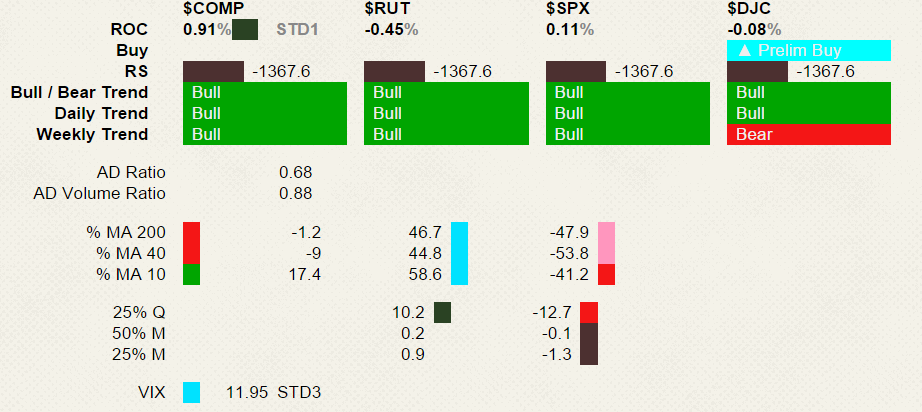 $COMP $RUT $SPX $DJC
ROC 0.91% STD1 -0.45% 0.11% -0.08%
Buy ▲ Prelim Buy
RS -1367.6 -1367.6 -1367.6 -1367.6
Bull / Bear Trend Bull Bull Bull Bull
Daily Trend Bull Bull Bull Bull
Weekly Trend Bull Bull Bull Bear
AD Ratio 0.68
AD Volume Ratio 0.88
% MA 200 -1.2 46.7 -47.9
% MA 40 -9 44.8 -53.8
% MA 10 17.4 58.6 -41.2
25% Q 10.2 -12.7
50% M 0.2 -0.1
25% M 0.9 -1.3
VIX 11.95 STD3